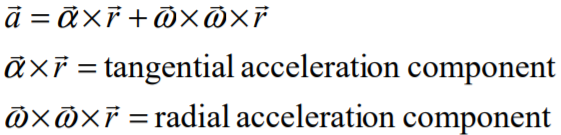 a⃗ = α⃗×r⃗ + ω⃗×ω⃗×r⃗
α⃗×r⃗ = tangential acceleration component
ω⃗×ω⃗×r⃗ = radial acceleration component